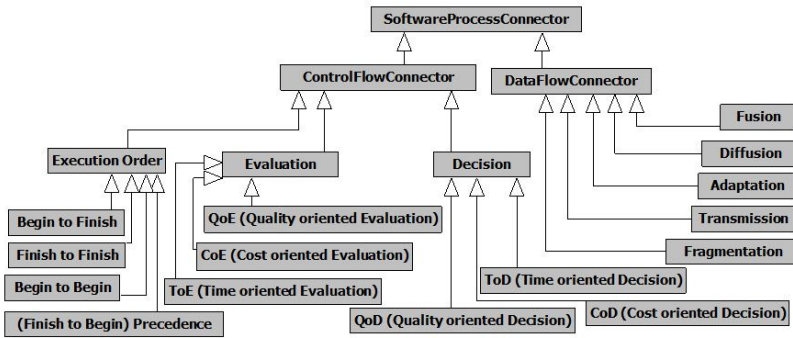 SoftwareProcessConnector
ControlFlowConnector
DataFlowConnector
Fusion
Execution Order
Evaluation
Decision
Diffusion
Adaptation
Begin to Finish
QoE (Quality oriented Evaluation)
Transmission
Finish to Finish
CoE (Cost oriented Evaluation)
Fragmentation
Begin to Begin
ToE (Time oriented Evaluation)
ToD (Time oriented Decision)
(Finish to Begin) Precedence
QoD (Quality oriented Decision)
CoD (Cost oriented Decision)